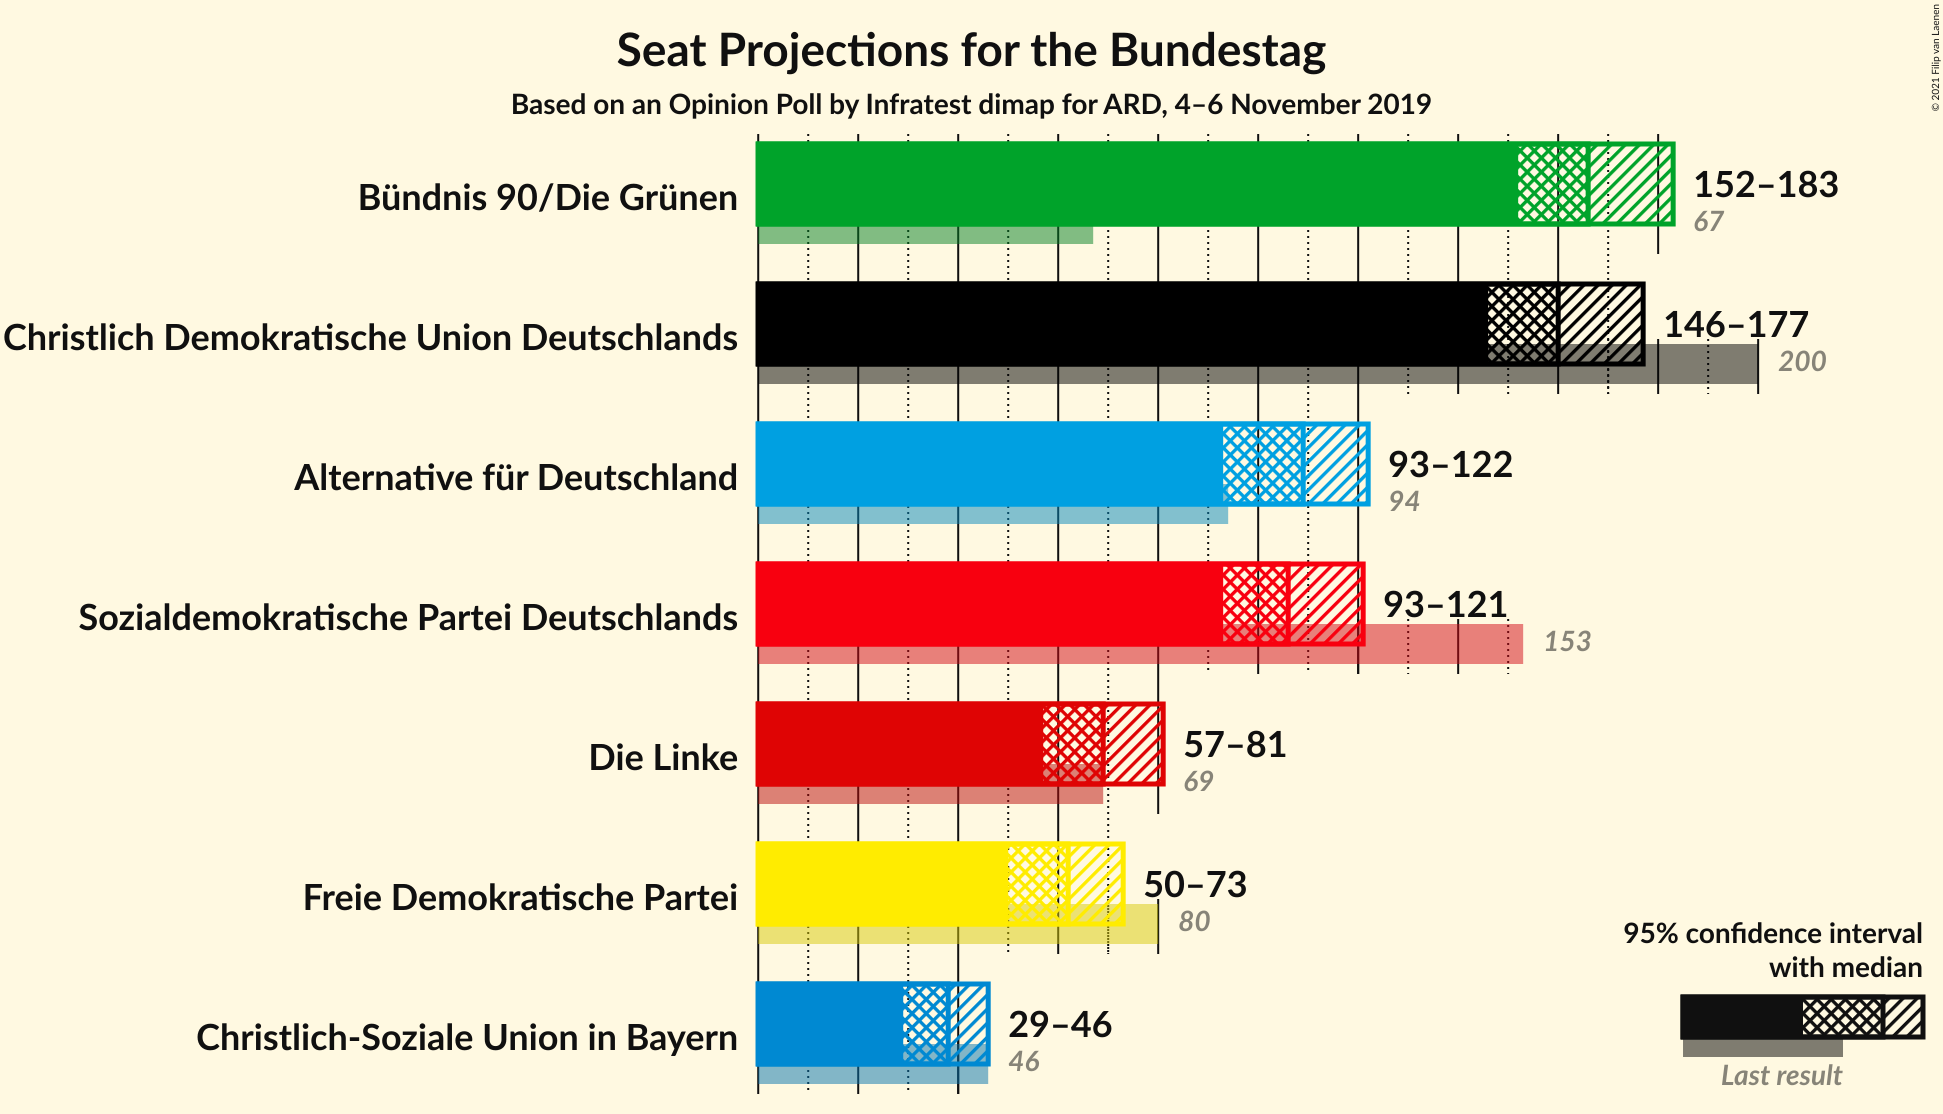 Seat Projections for the Bundestag
Based on an Opinion Poll by Infratest dimap for ARD, 4–6 November 2019
© 2021 Filip van Laenen
Bündnis 90/Die Grünen
152–183
67
Christlich Demokratische Union Deutschlands
146–177
200
Alternative für Deutschland
93–122
94
Sozialdemokratische Partei Deutschlands
93–121
153
Die Linke
57–81
69
Freie Demokratische Partei
50–73
80
Christlich-Soziale Union in Bayern
29–46
46
95% confidence interval
with median
Last result